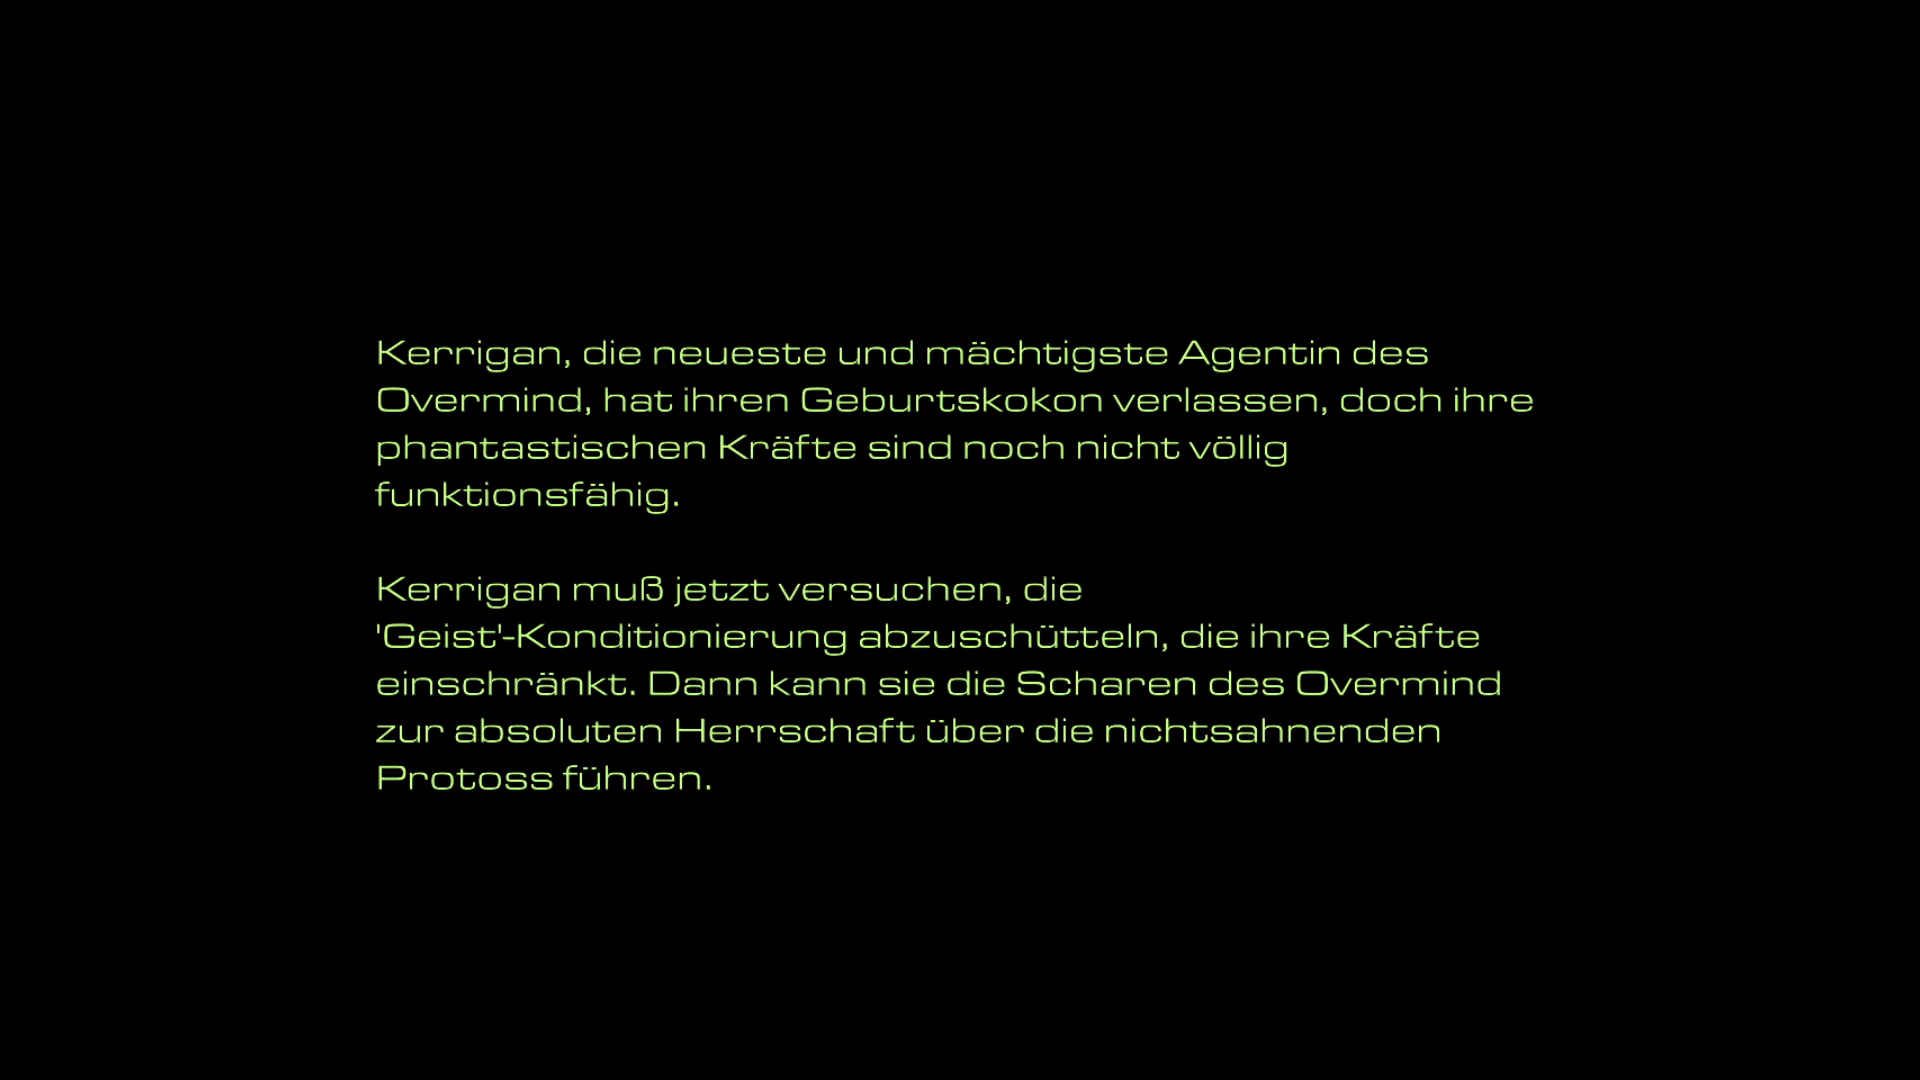 Kerrigan, die neueste und mächtigste Agentin des
Overmind, hat ihren Geburtskokon verlassen, doch ihre
phantastischen Kräfte sind noch nicht völlig
funktionsfähig.
Kerrigan muß jetzt versuchen, die
'Geist'-Konditionierung abzuschütteln, die ihre Kräfte
einschränkt. Dann kann sie die Scharen des Overmind
zur absoluten Herrschaft über die nichtsahnenden
Protoss führen.